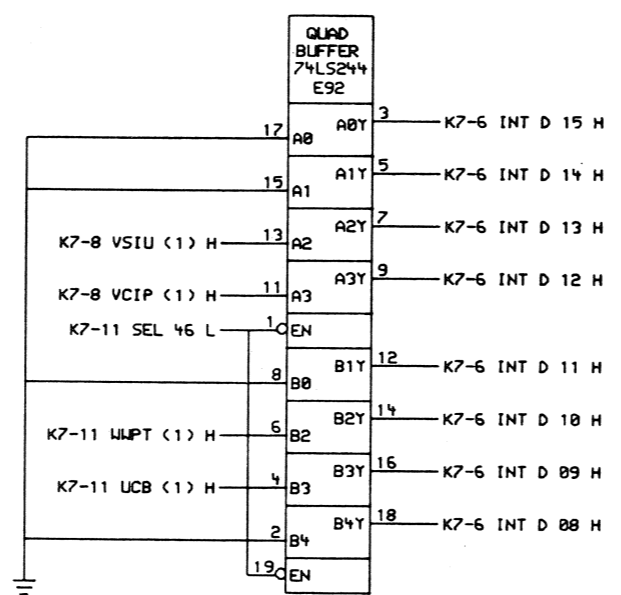 QUAD
BUFFER
74LS244
E92
17 A0 A0Y 3 K7-6 INT D 15 H
15 A1 A1Y 5 K7-6 INT D 14 H
K7-8 VSIU (1) H 13 A2 A2Y 7 K7-6 INT D 13 H
K7-8 VCIP (1) H 11 A3 A3Y 9 K7-6 INT D 12 H
K7-11 SEL 46 L 1 EN
8 B0 B1Y 12 K7-6 INT D 11 H
K7-11 WWPT (1) H 6 B2 B2Y 14 K7-6 INT D 10 H
K7-11 UCB (1) H 4 B3 B3Y 16 K7-6 INT D 09 H
2 B4 B4Y 18 K7-6 INT D 08 H
19 EN